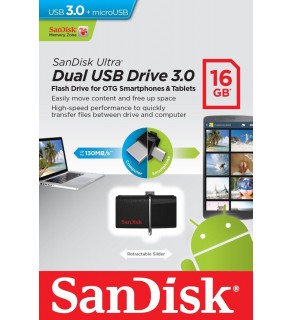 USB 3.0 + microUSB
SanDisk
Memory Zone
SanDisk Ultra®
Dual USB Drive 3.0
Flash Drive for OTG Smartphones & Tablets
Easily move content and free up space
High-speed performance to quickly
transfer files between drive and computer
16
GB
130MB/s
Computer
SanDisk
Retractable Slider
SanDisk®